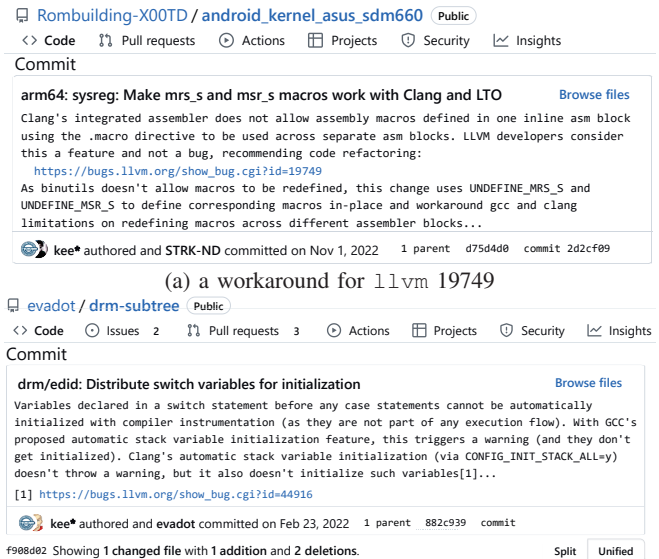 Rombuilding-X00TD / android_kernel_asus_sdm660 Public
Code Pull requests Actions Projects Security Insights
Commit
arm64: sysreg: Make mrs_s and msr_s macros work with Clang and LTO Browse files
Clang's integrated assembler does not allow assembly macros defined in one inline asm block
using the .macro directive to be used across separate asm blocks. LLVM developers consider
this a feature and not a bug, recommending code refactoring:
https://bugs.llvm.org/show_bug.cgi?id=19749
As binutils doesn't allow macros to be redefined, this change uses UNDEFINE_MRS_S and
UNDEFINE_MSR_S to define corresponding macros in-place and workaround gcc and clang
limitations on redefining macros across different assembler blocks...
kees authored and STRK-ND committed on Nov 1, 2022 1 parent d75d4d0 commit 2d2cf09
(a) a workaround for llvm 19749
evadot / drm-subtree Public
Code Issues 2 Pull requests 3 Actions Projects Security Insights
Commit
drm/edid: Distribute switch variables for initialization Browse files
Variables declared in a switch statement before any case statements cannot be automatically
initialized with compiler instrumentation (as they are not part of any execution flow). With GCC's
proposed automatic stack variable initialization feature, this triggers a warning (and they don't
get initialized). Clang's automatic stack variable initialization (via CONFIG_INIT_STACK_ALL=y)
doesn't throw a warning, but it also doesn't initialize such variables[1]...
[1] https://bugs.llvm.org/show_bug.cgi?id=44916
kee authored and evadot committed on Feb 23, 2022 1 parent 882c939 commit
f908d02 Showing 1 changed file with 1 addition and 2 deletions. Split Unified